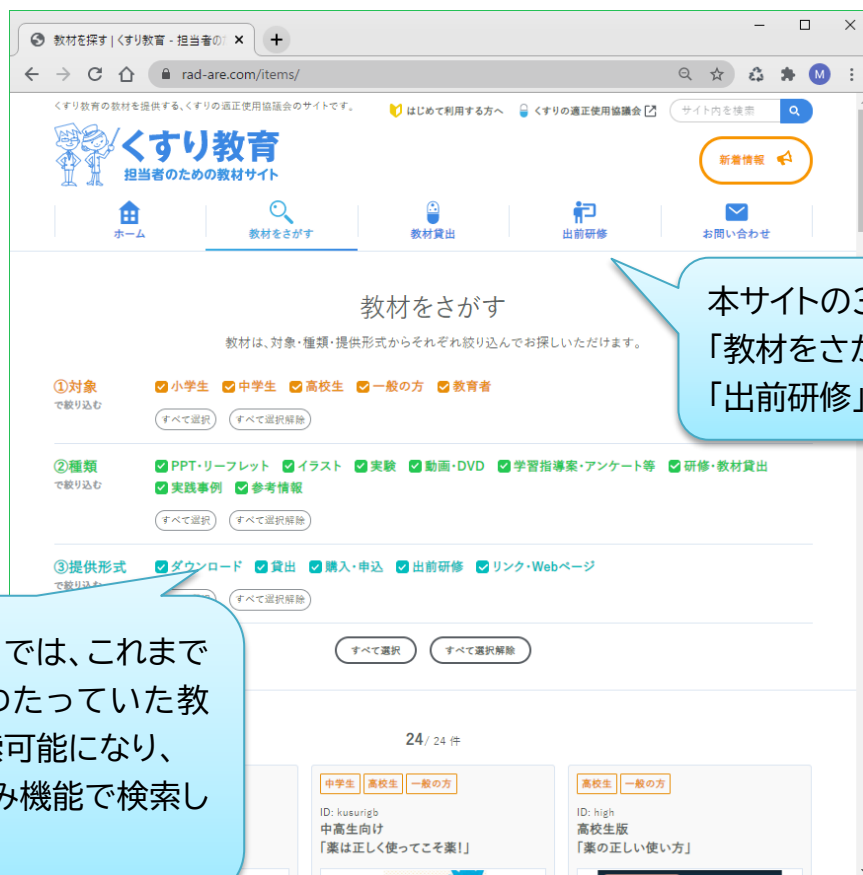 教材を探す | くすり教育 - 担当者の
rad-are.com/items/
M
くすり教育の教材を提供する、くすりの適正使用協議会のサイトです。
はじめて利用する方へ
くすりの適正使用協議会
サイト内を検索
くすり教育
担当者のための教材サイト
新着情報
ホーム
教材をさがす
教材貸出
出前研修
お問い合わせ
教材をさがす
教材は、対象・種類・提供形式からそれぞれ絞り込んでお探しいただけます。
本サイトの3
「教材をさが
「出前研修」
①対象
で絞り込む
小学生 中学生 高校生 一般の方 教育者
すべて選択 すべて選択解除
②種類
で絞り込む
PPT・リーフレット イラスト 実験 動画・DVD 学習指導案・アンケート等 研修・教材貸出
実践事例 参考情報
すべて選択 すべて選択解除
③提供形式
で絞り込む
ダウンロード 貸出 購入・申込 出前研修 リンク・Webページ
すべて選択解除
では、これまで
わたっていた教
索可能になり、
み機能で検索し
すべて選択 すべて選択解除
24/ 24 件
中学生 高校生 一般の方
ID: kusurigb
中高生向け
「薬は正しく使ってこそ薬!」
高校生 一般の方
ID: high
高校生版
「薬の正しい使い方」